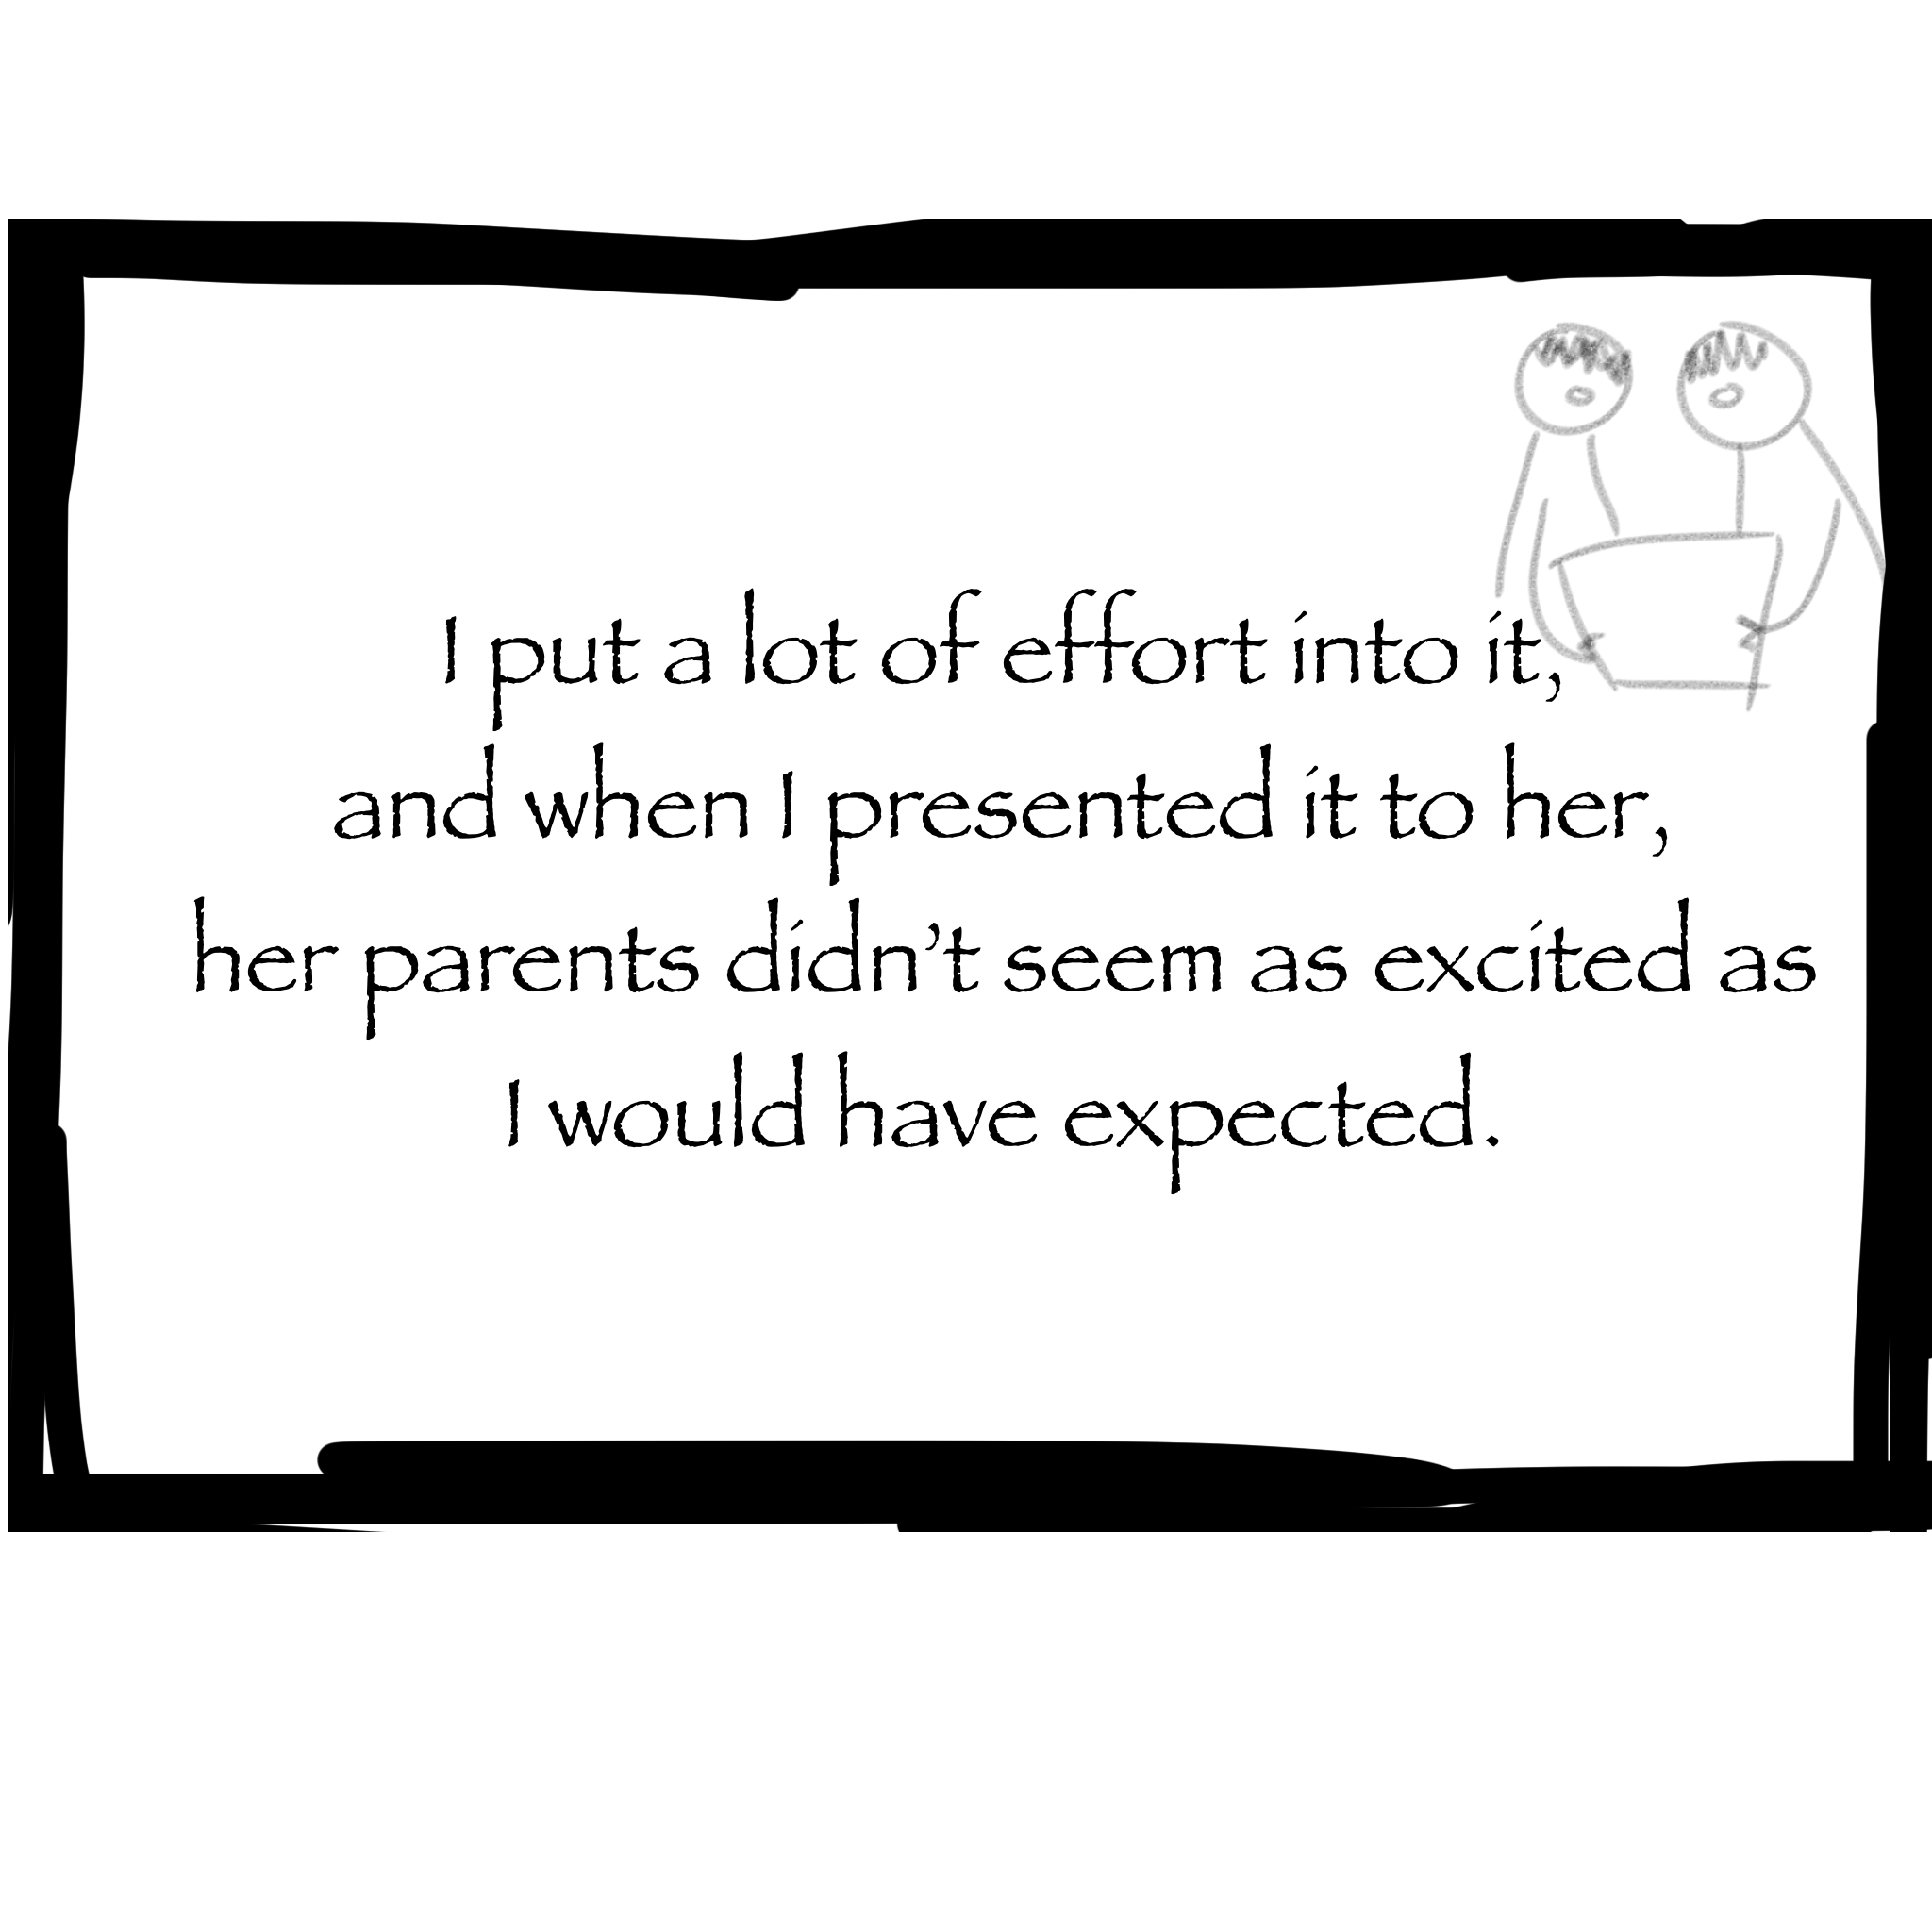 I put a lot of effort into it,
and when I presented it to her,
her parents didn’t seem as excited as
I would have expected.